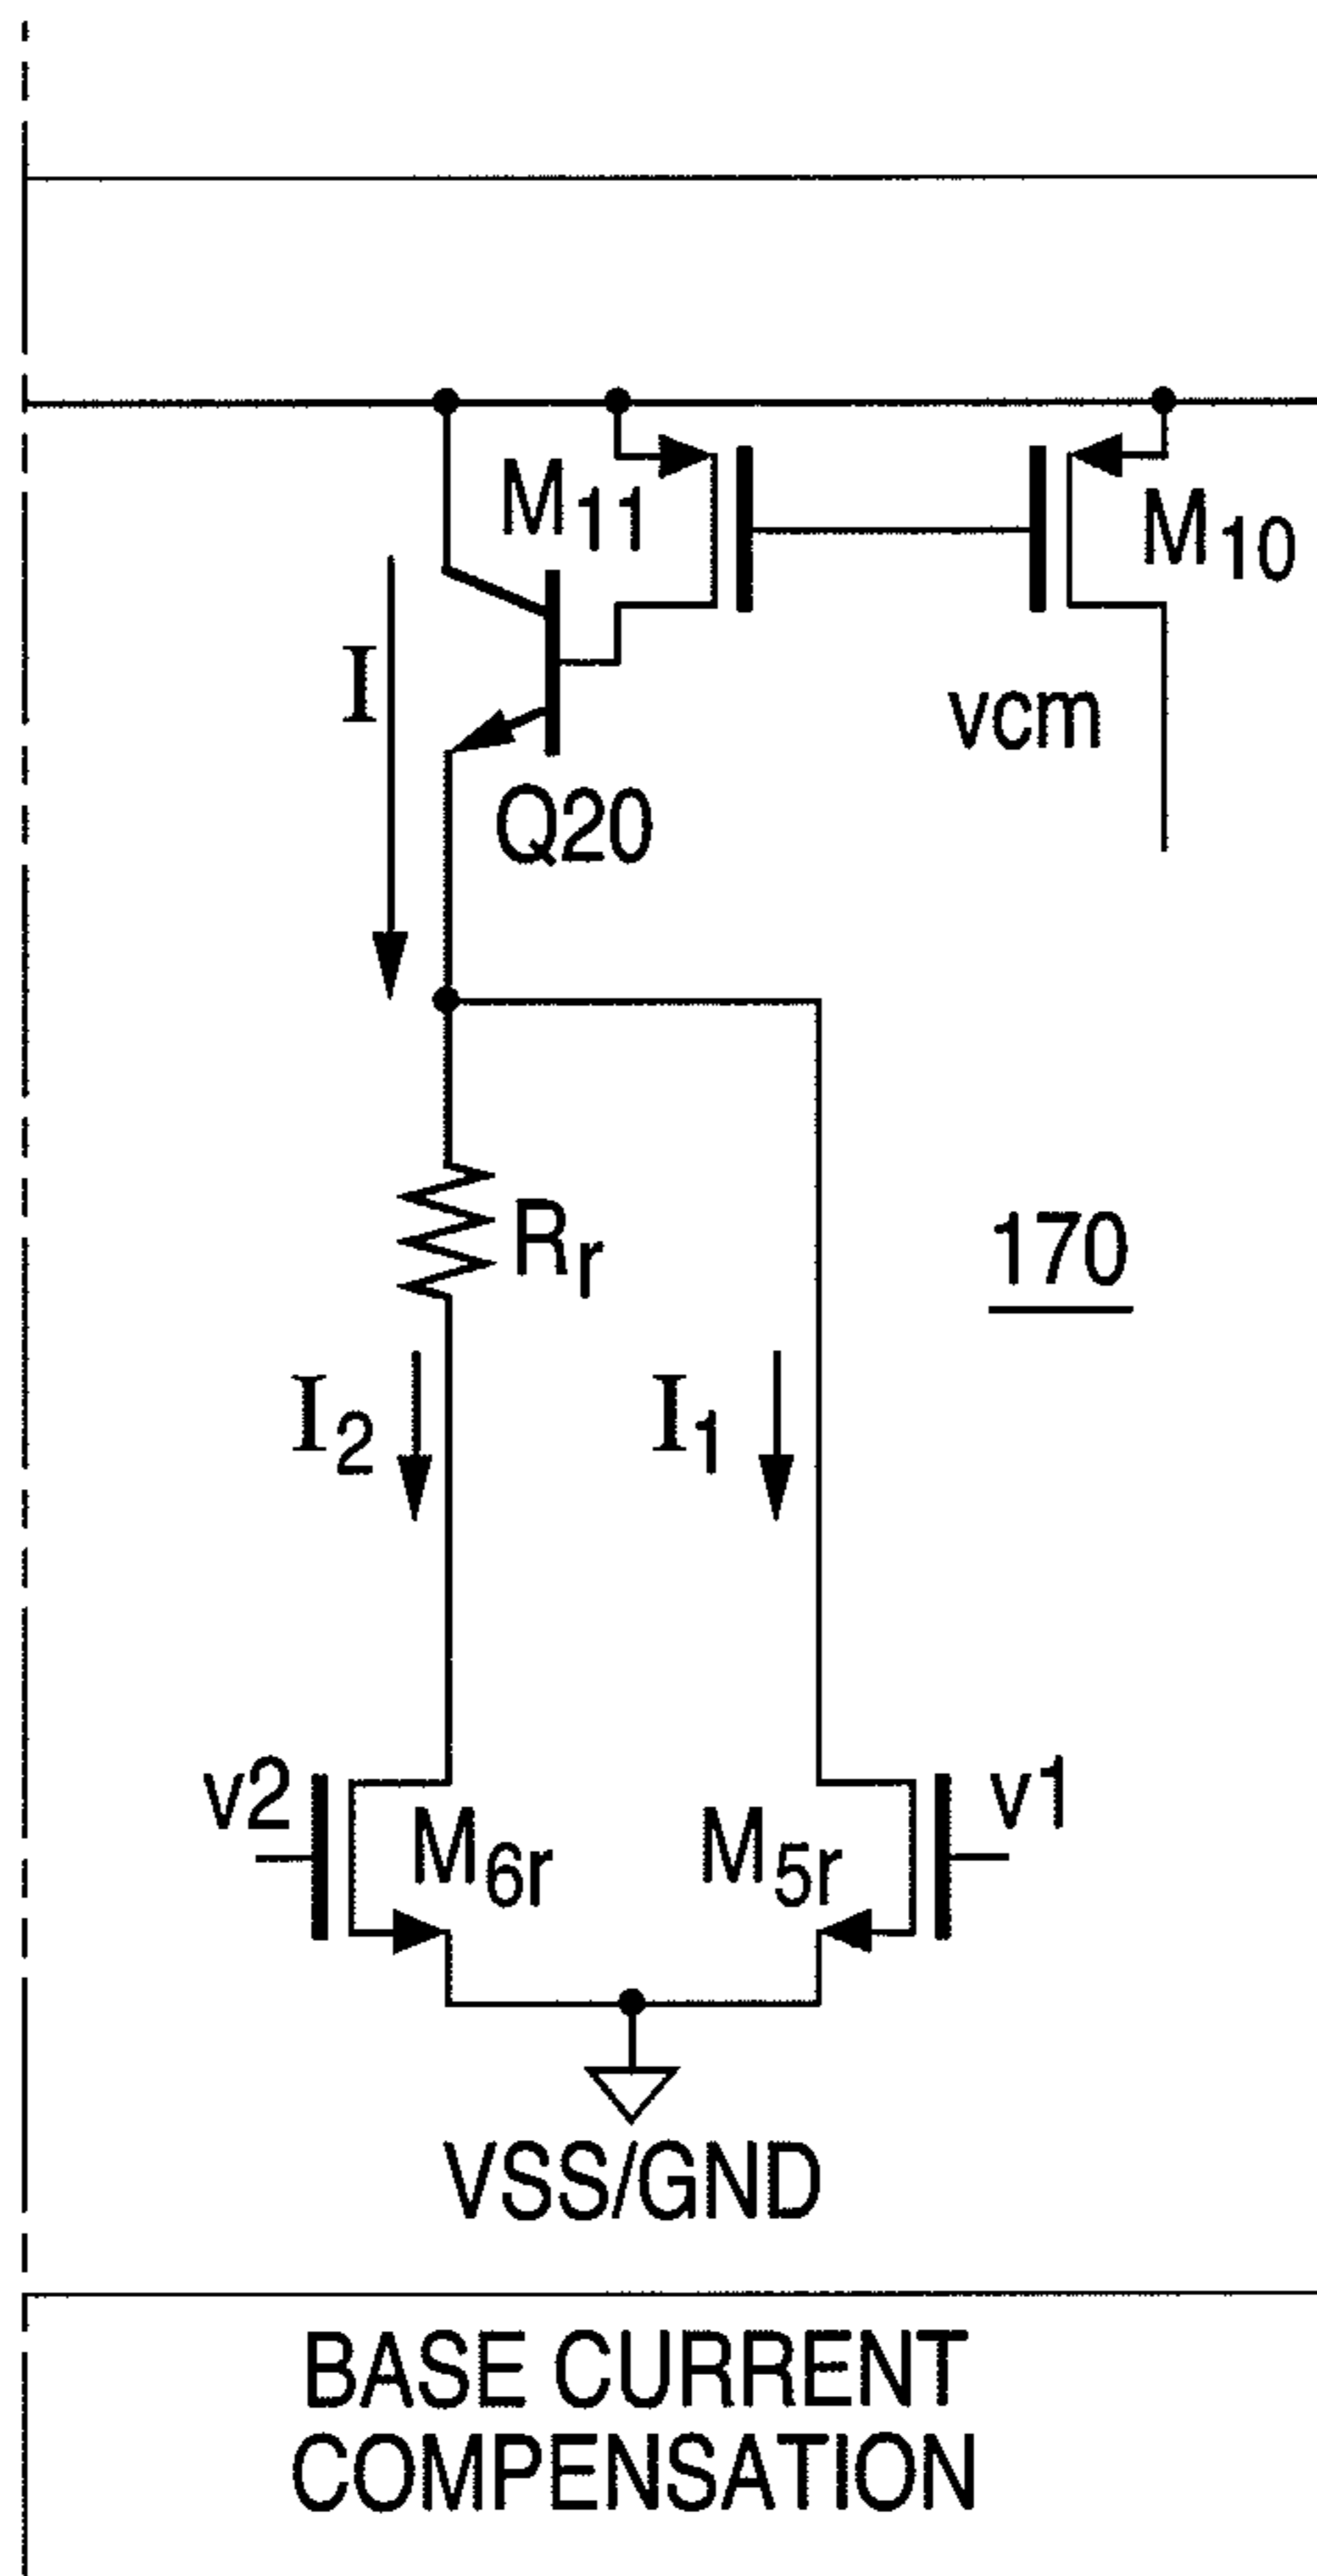 M11
M10
I
vcm
Q20
Rr
170
I2
I1
v2
M6r
M5r
v1
VSS/GND
BASE CURRENT
COMPENSATION